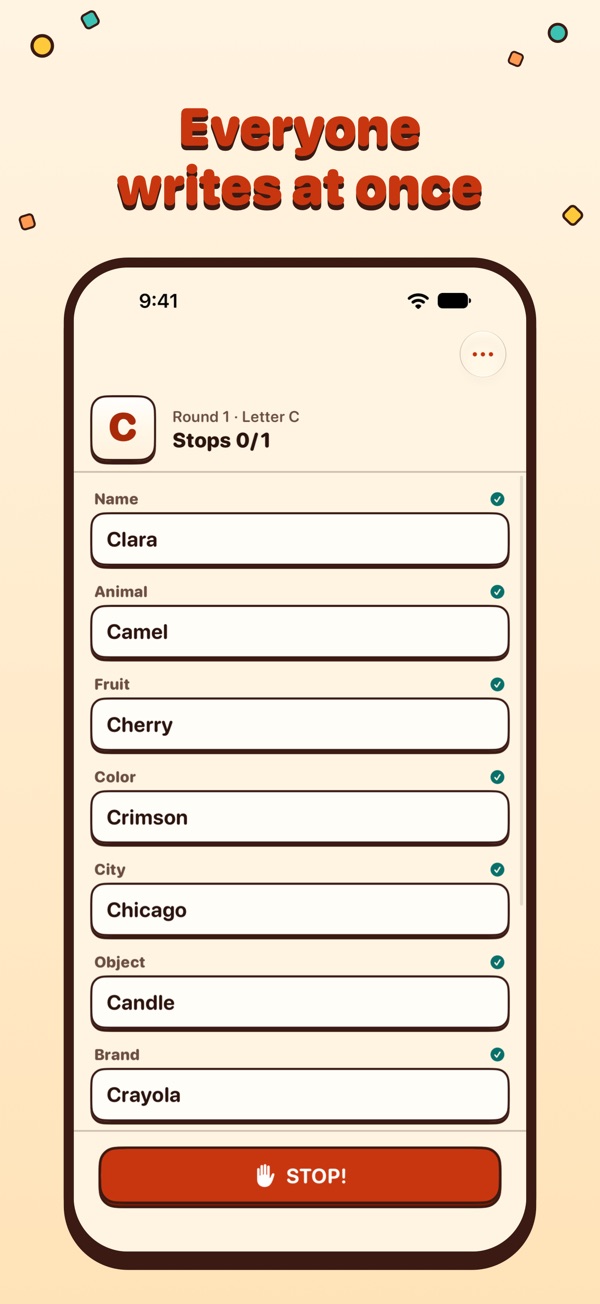 Everyone
writes at once
9:41
C
Round 1 · Letter C
Stops 0/1
Name
Clara
Animal
Camel
Fruit
Cherry
Color
Crimson
City
Chicago
Object
Candle
Brand
Crayola
STOP!